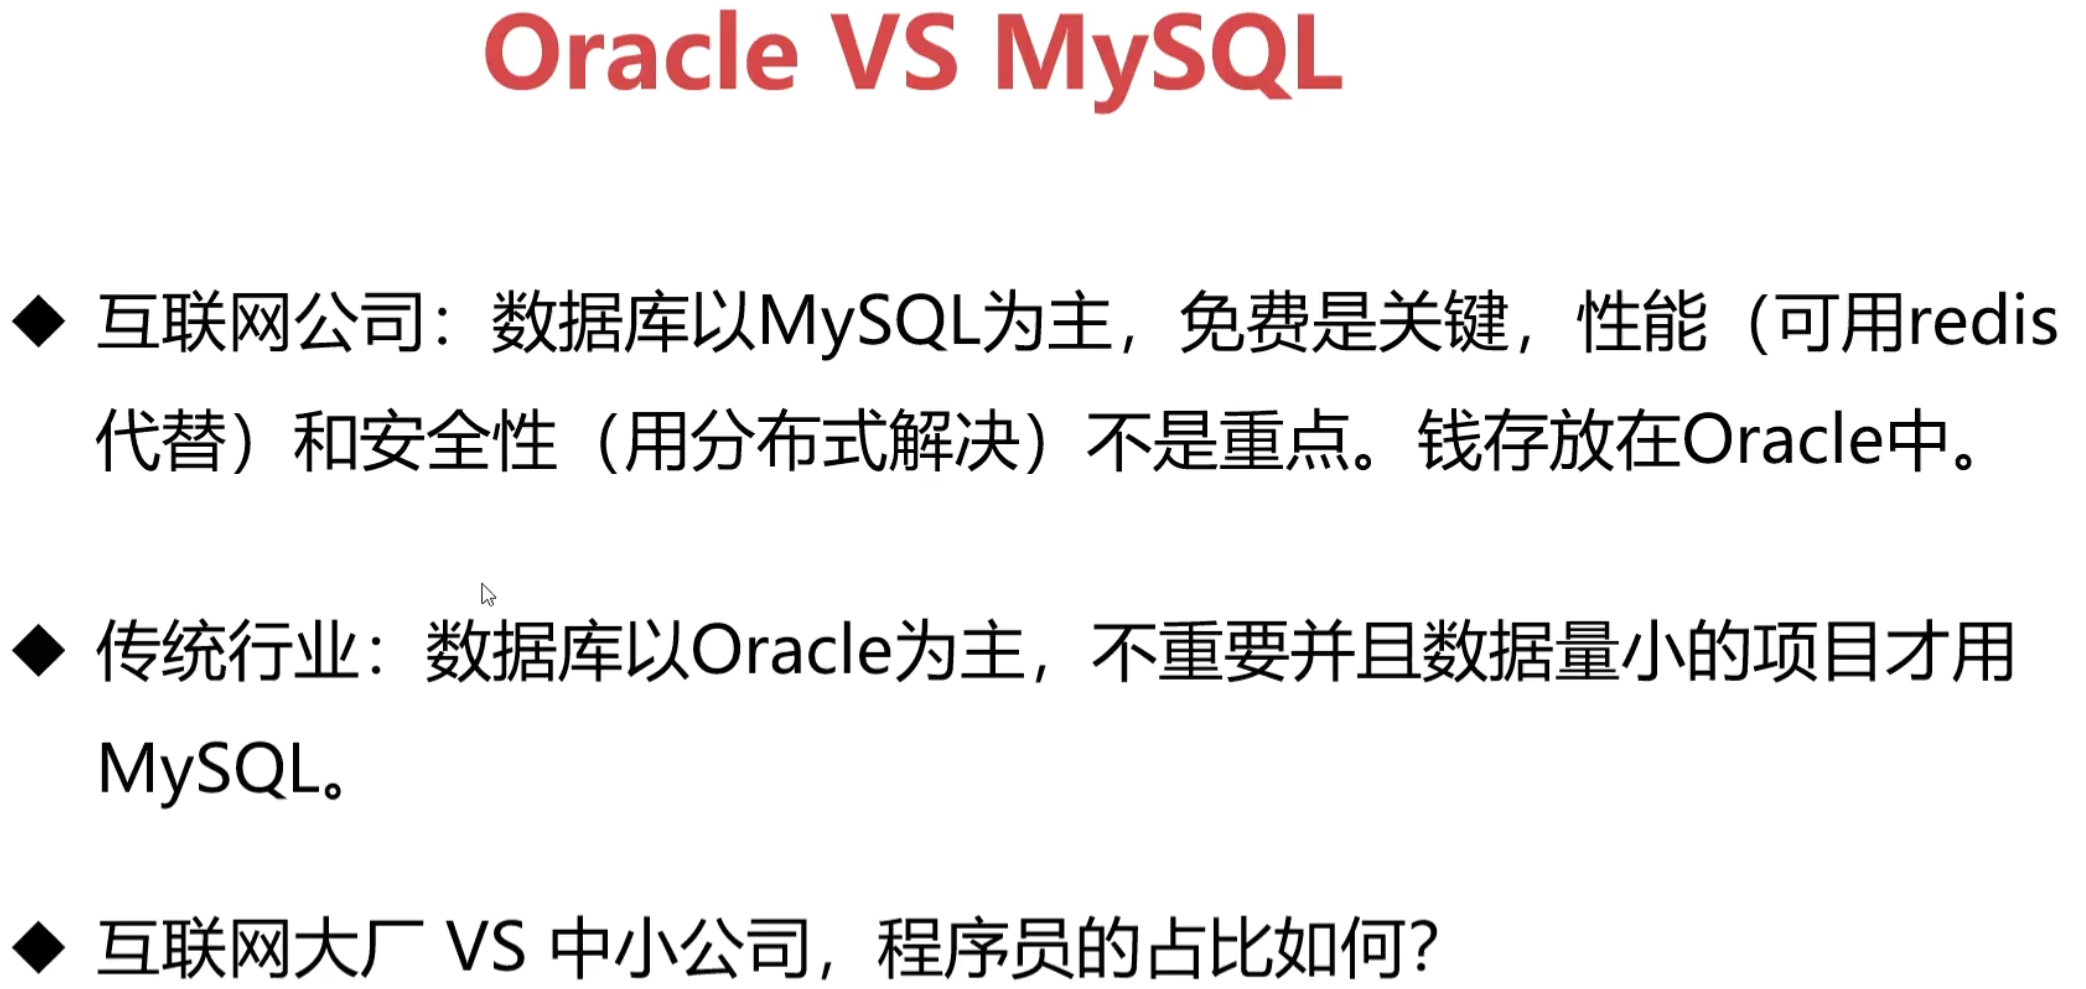 Oracle VS MySQL
◆ 互联网公司：数据库以MySQL为主，免费是关键，性能（可用redis
代替）和安全性（用分布式解决）不是重点。钱存放在Oracle中。
◆ 传统行业：数据库以Oracle为主，不重要并且数据量小的项目才用
MySQL。
◆ 互联网大厂 VS 中小公司，程序员的占比如何？